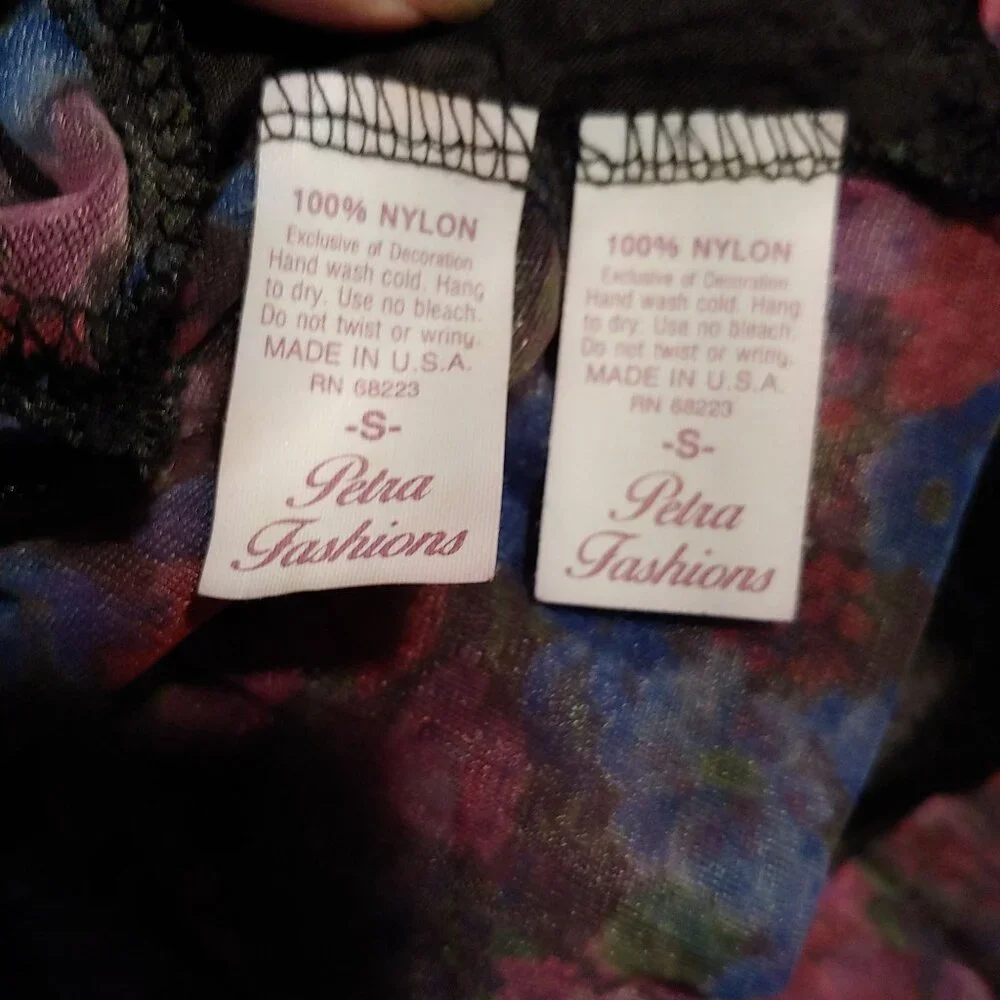 100% NYLON
Exclusive of Decoration
Hand wash cold. Hang
to dry. Use no bleach.
Do not twist or wring.
MADE IN U.S.A.
RN 68223
-S-
Petra
Fashions
100% NYLON
Exclusive of Decoration
Hand wash cold. Hang
to dry. Use no bleach.
Do not twist or wring.
MADE IN U.S.A.
RN 68223
-S-
Petra
Fashions